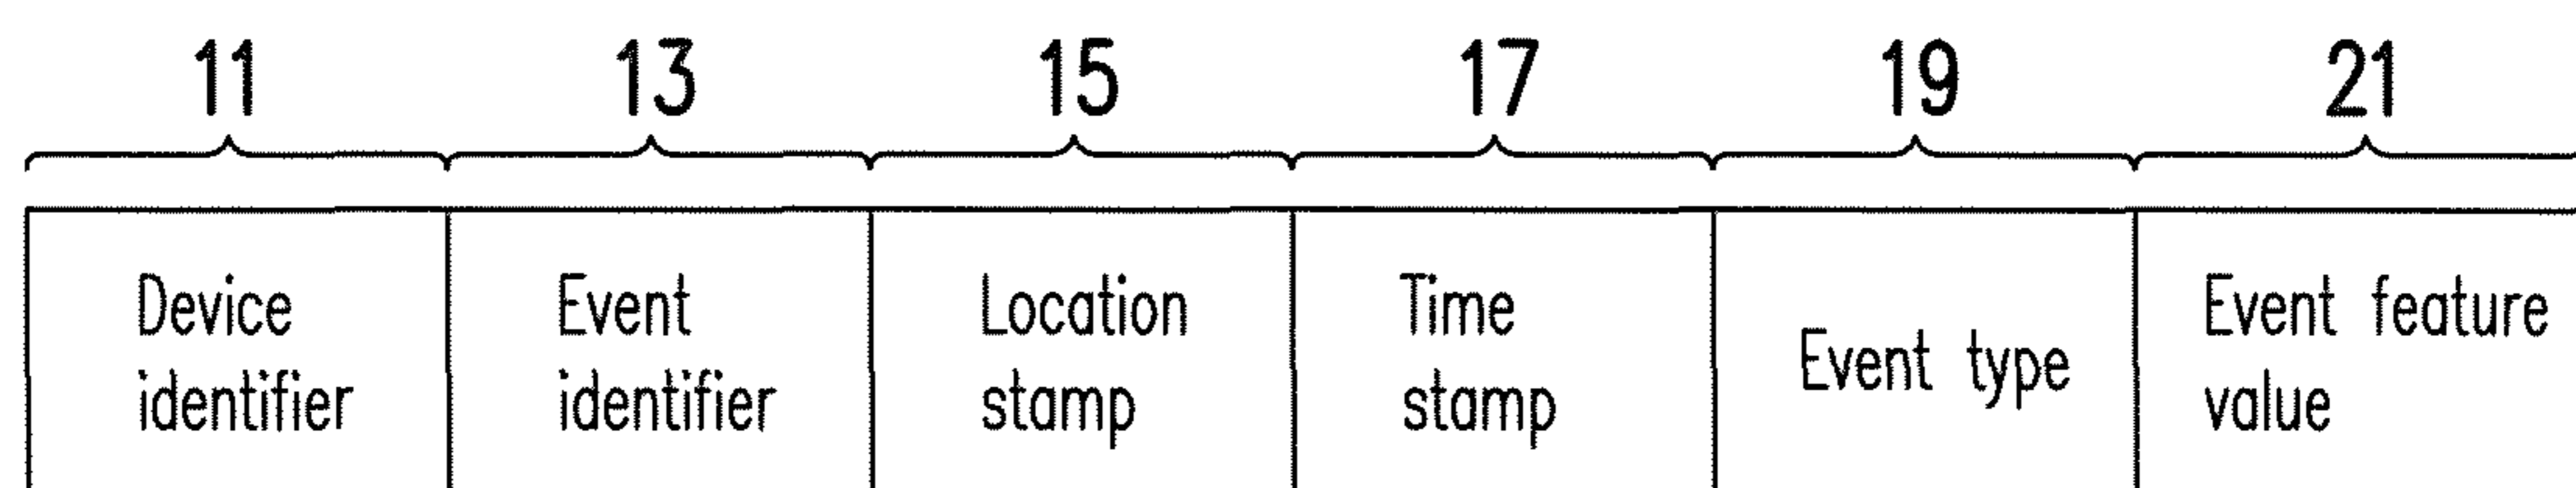 11 13 15 17 19 21
Device identifier
Event identifier
Location stamp
Time stamp
Event type
Event feature value